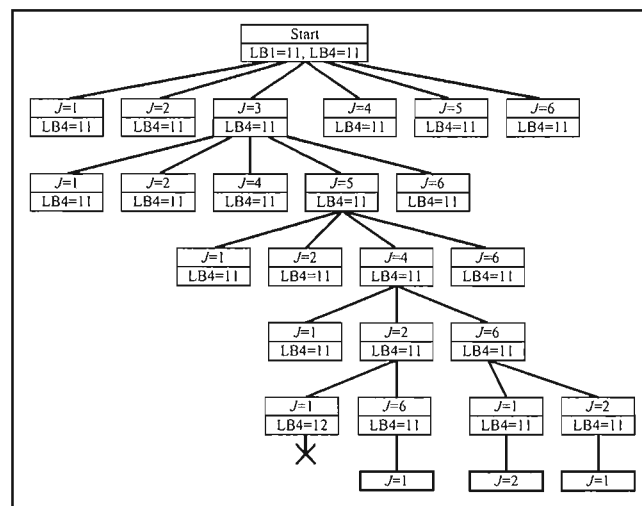 Start
LB1=11, LB4=11
J=1 J=2 J=3 J=4 J=5 J=6
LB4=11 LB4=11 LB4=11 LB4=11 LB4=11 LB4=11
J=1 J=2 J=4 J=5 J=6
LB4=11 LB4=11 LB4=11 LB4=11 LB4=11
J=1 J=2 J=4 J=6
LB4=11 LB4=11 LB4=11 LB4=11
J=1 J=2 J=6
LB4=11 LB4=11 LB4=11
J=1 J=6 J=1 J=2
LB4=12 LB4=11 LB4=11 LB4=11
J=1 J=2 J=1